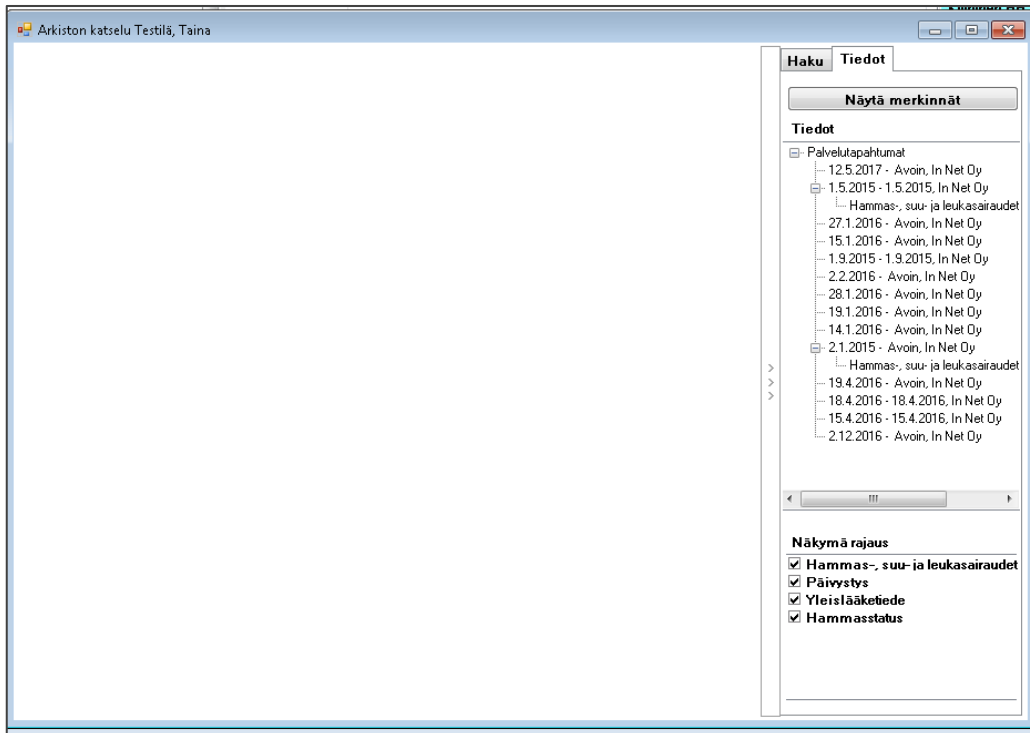 Arkiston katselu Testilä, Taina
Haku Tiedot
Näytä merkinnät
Tiedot
Palvelutapahtumat
12.5.2017 - Avoin, In Net Oy
1.5.2015 - 1.5.2015, In Net Oy
Hammas-, suu- ja leukasairaudet
27.1.2016 - Avoin, In Net Oy
15.1.2016 - Avoin, In Net Oy
1.9.2015 - 1.9.2015, In Net Oy
2.2.2016 - Avoin, In Net Oy
28.1.2016 - Avoin, In Net Oy
19.1.2016 - Avoin, In Net Oy
14.1.2016 - Avoin, In Net Oy
2.1.2015 - Avoin, In Net Oy
Hammas-, suu- ja leukasairaudet
19.4.2016 - Avoin, In Net Oy
18.4.2016 - 18.4.2016, In Net Oy
15.4.2016 - 15.4.2016, In Net Oy
2.12.2016 - Avoin, In Net Oy
Näkymä rajaus
Hammas-, suu- ja leukasairaudet
Päivystys
Yleislääketiede
Hammasstatus